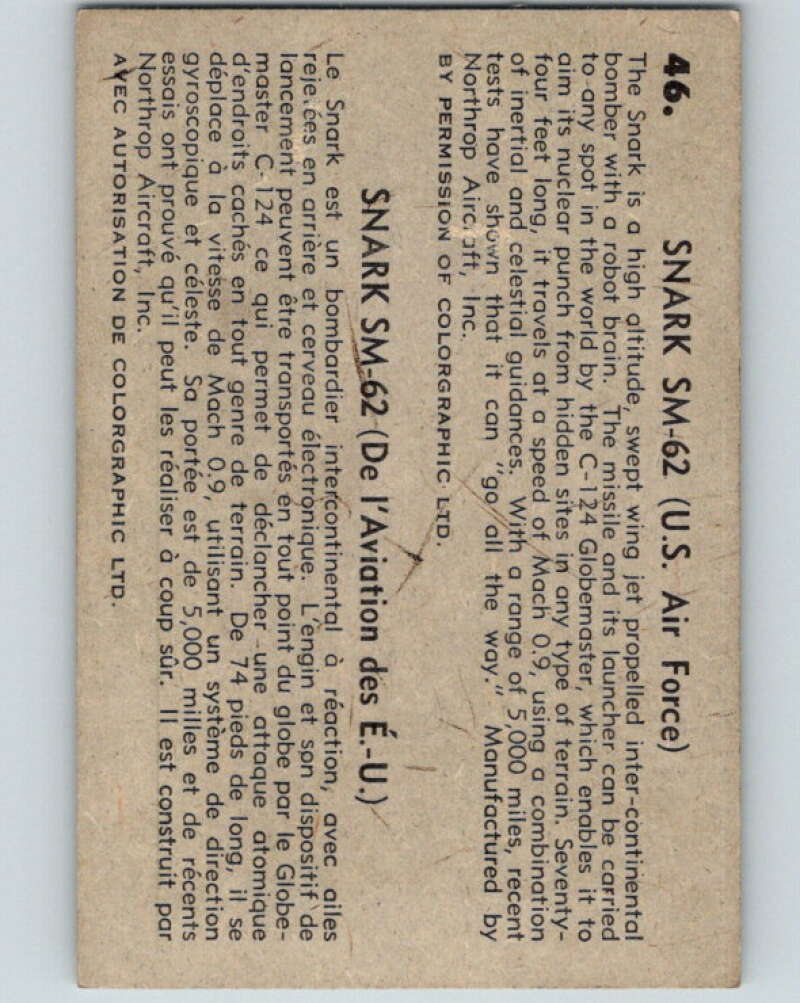 46. SNARK SM-62 (U.S. Air Force)
The Snark is a high altitude, swept wing jet propelled inter-continental
bomber with a robot brain. The missile and its launcher can be carried
to any spot in the world by the C-124 Globemaster, which enables it to
aim its nuclear punch from hidden sites in any type of terrain. Seventy-
four feet long, it travels at a speed of Mach 0.9, using a combination
of inertial and celestial guidances. With a range of 5,000 miles, recent
tests have shown that it can "go all the way." Manufactured by
Northrop Aircraft, Inc.
BY PERMISSION OF COLORGRAPHIC LTD.
SNARK SM-62 (De l'Aviation des É.-U.)
Le Snark est un bombardier intercontinental à réaction, avec ailes
rejetées en arrière et cerveau électronique. L'engin et son dispositif de
lancement peuvent être transportés en tout point du globe par le Globe-
master C-124 ce qui permet de déclancher une attaque atomique
d'endroits cachés en tout genre de terrain. De 74 pieds de long, il se
déplace à la vitesse de Mach 0.9, utilisant un système de direction
gyroscopique et céleste. Sa portée est de 5,000 milles et de récents
essais ont prouvé qu'il peut les réaliser à coup sûr. Il est construit par
Northrop Aircraft, Inc.
AVEC AUTORISATION DE COLORGRAPHIC LTD.